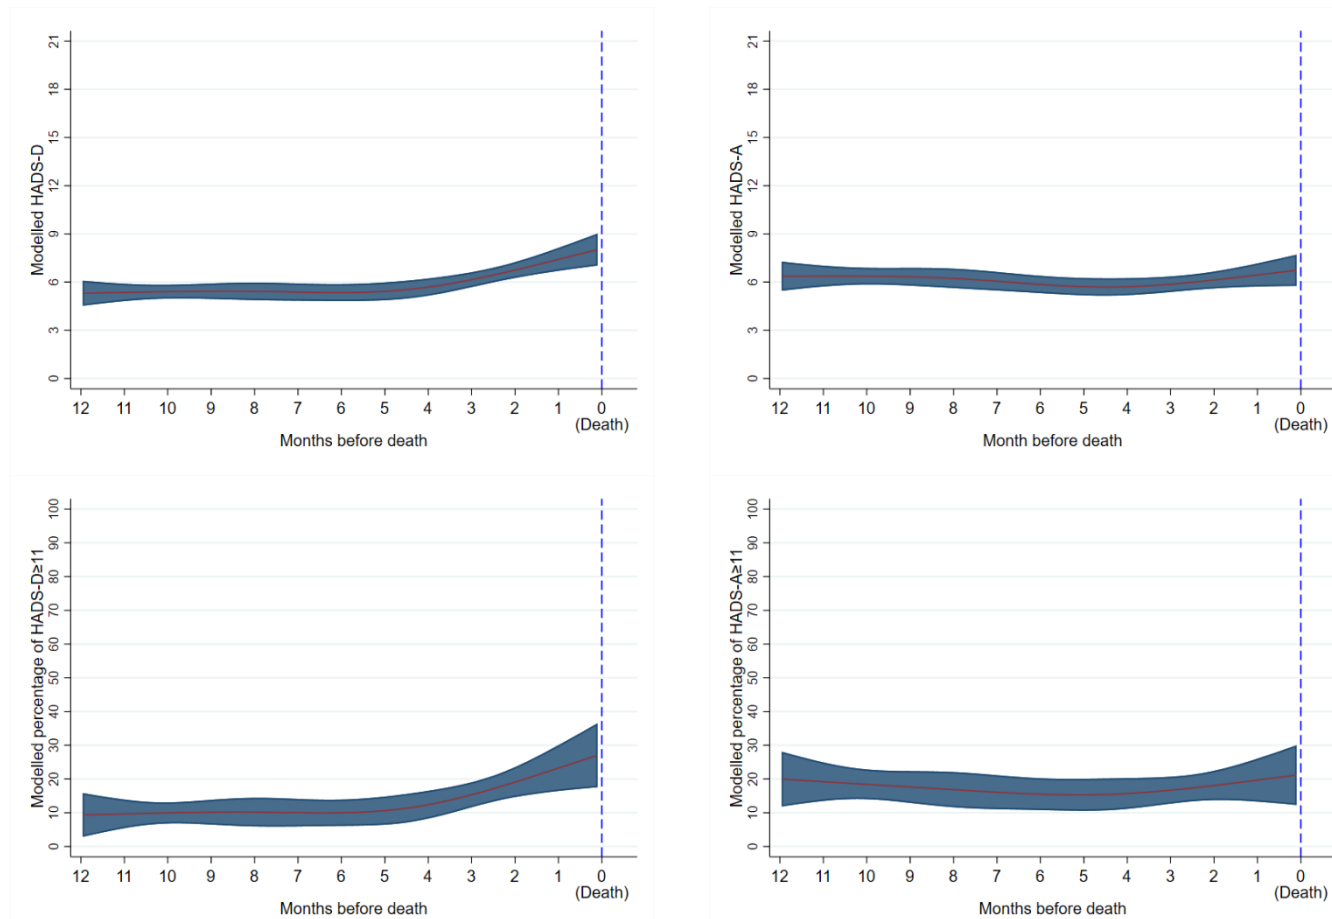 Modelled HADS-D
21
18
15
12
9
6
3
0
12 11 10 9 8 7 6 5 4 3 2 1 0
(Death)
Months before death
Modelled HADS-A
21
18
15
12
9
6
3
0
12 11 10 9 8 7 6 5 4 3 2 1 0
(Death)
Month before death
Modelled percentage of HADS-D≥11
100
90
80
70
60
50
40
30
20
10
0
12 11 10 9 8 7 6 5 4 3 2 1 0
(Death)
Months before death
Modelled percentage of HADS-A≥11
100
90
80
70
60
50
40
30
20
10
0
12 11 10 9 8 7 6 5 4 3 2 1 0
(Death)
Months before death